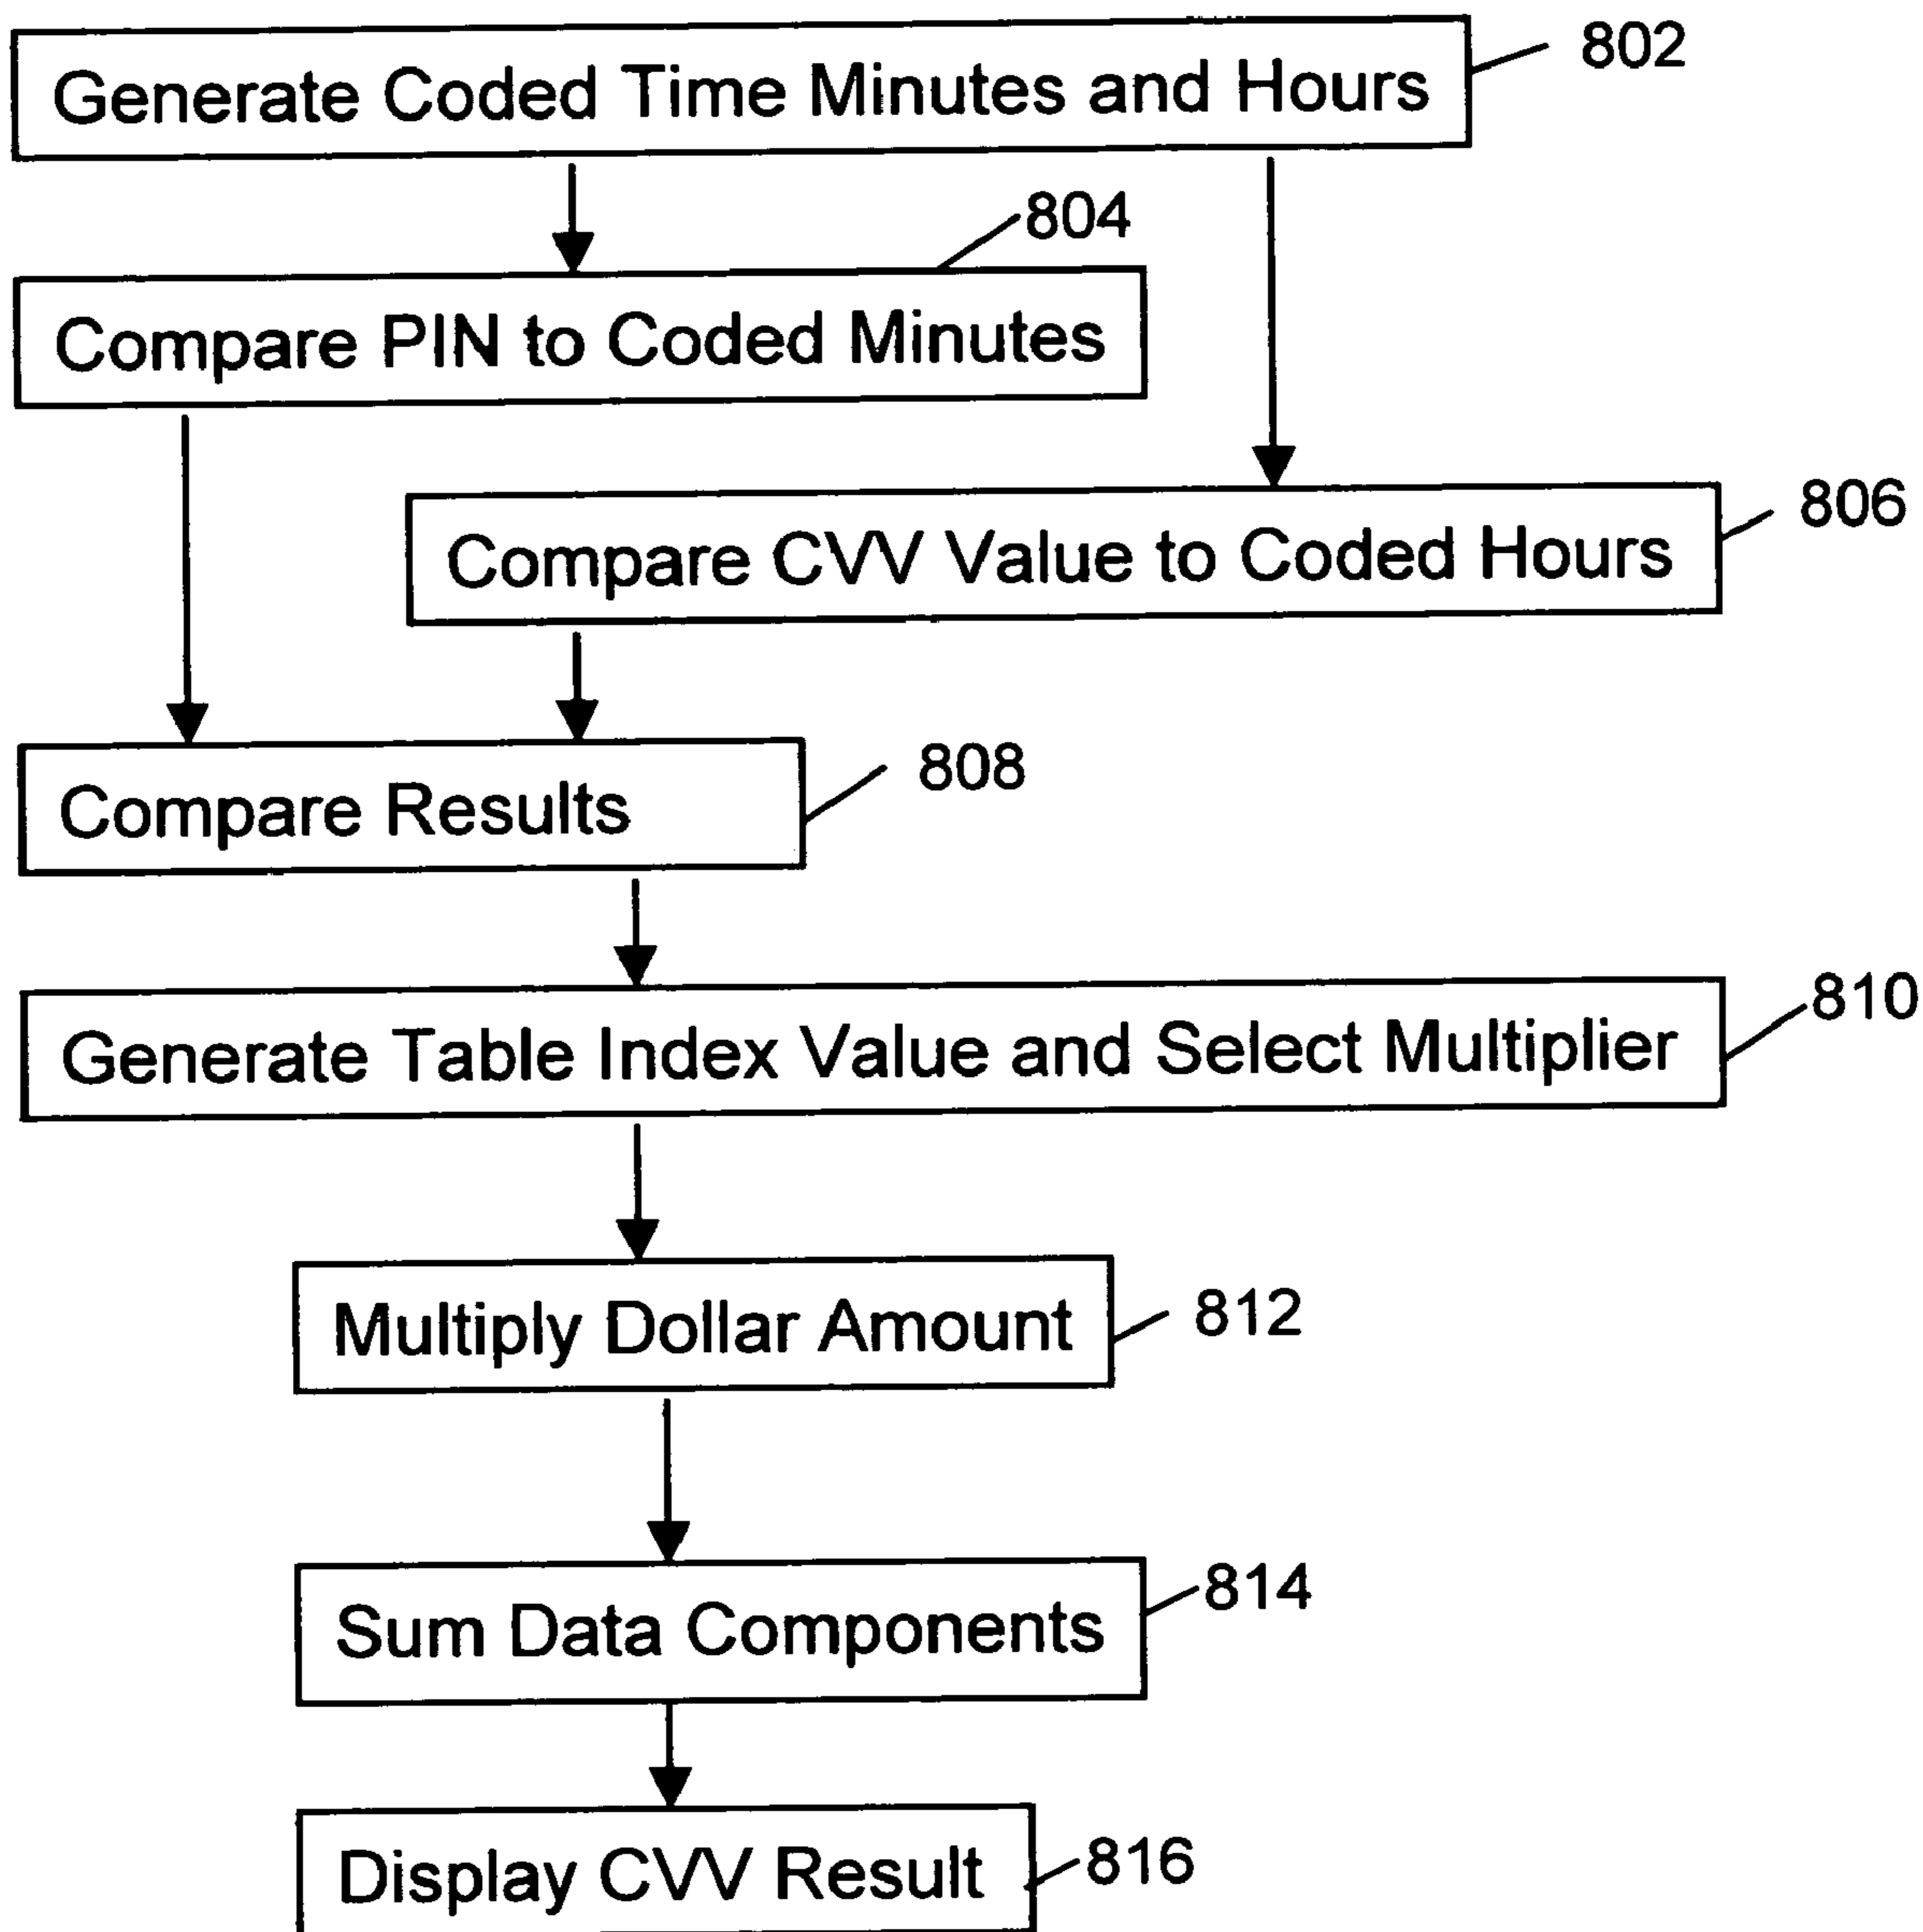 Generate Coded Time Minutes and Hours
802
804
Compare PIN to Coded Minutes
806
Compare CVV Value to Coded Hours
808
Compare Results
810
Generate Table Index Value and Select Multiplier
812
Multiply Dollar Amount
814
Sum Data Components
816
Display CVV Result